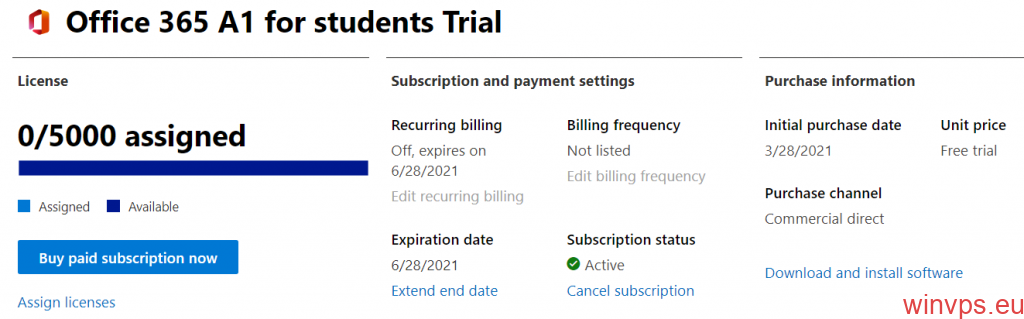 Office 365 A1 for students Trial
License
0/5000 assigned
Assigned
Available
Buy paid subscription now
Assign licenses
Subscription and payment settings
Recurring billing
Off, expires on
6/28/2021
Edit recurring billing
Billing frequency
Not listed
Edit billing frequency
Expiration date
6/28/2021
Extend end date
Subscription status
Active
Cancel subscription
Purchase information
Initial purchase date
3/28/2021
Unit price
Free trial
Purchase channel
Commercial direct
Download and install software
winvps.eu